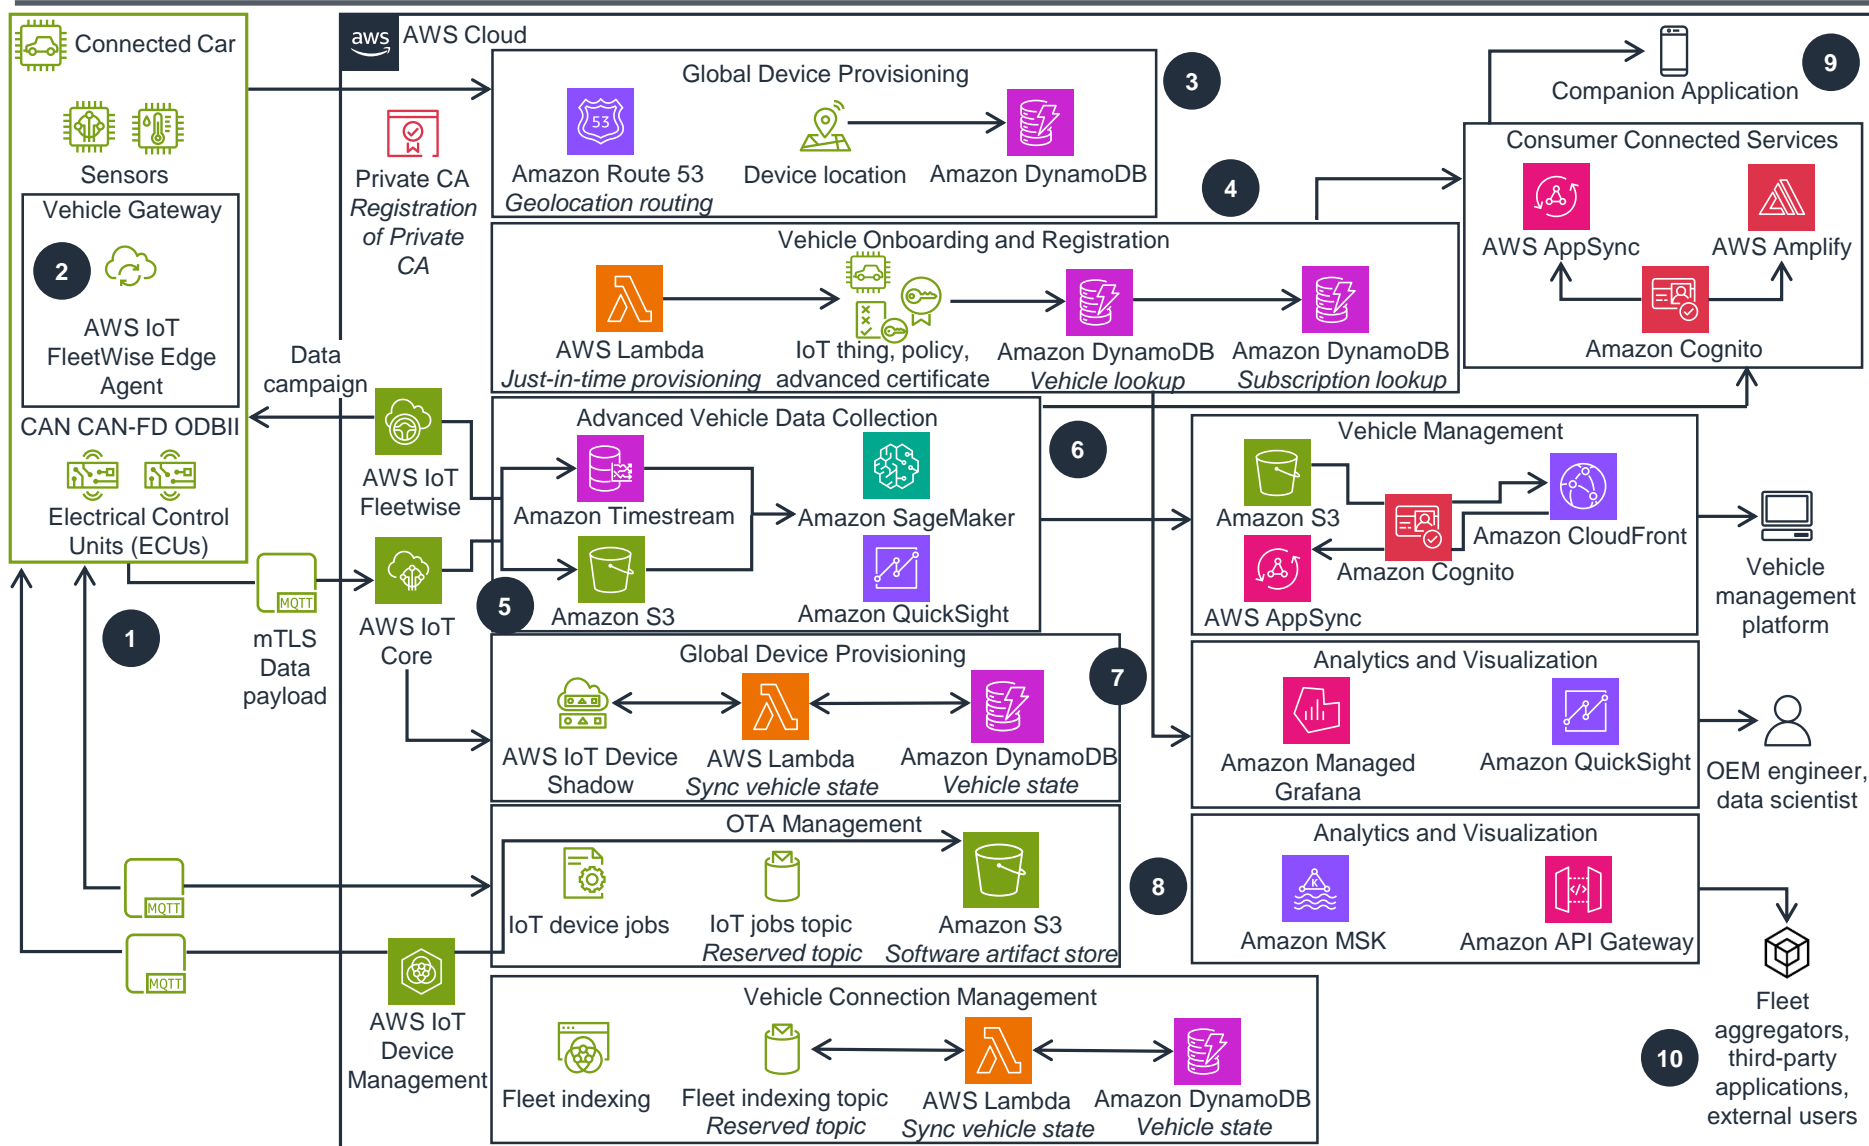 Connected Car
Sensors
Vehicle Gateway
2
AWS IoT
FleetWise Edge
Agent
CAN CAN-FD ODBII
Electrical Control
Units (ECUs)
1
MQTT
mTLS
Data
payload
MQTT
MQTT
aws
AWS Cloud
Private CA
Registration
of Private
CA
Data
campaign
AWS IoT
Fleetwise
AWS IoT
Core
AWS IoT
Device
Management
Global Device Provisioning
3
53
Amazon Route 53
Geolocation routing
Device location
Amazon DynamoDB
4
Vehicle Onboarding and Registration
AWS Lambda
Just-in-time provisioning
IoT thing, policy,
advanced certificate
Amazon DynamoDB
Vehicle lookup
Amazon DynamoDB
Subscription lookup
Advanced Vehicle Data Collection
6
Amazon Timestream
Amazon SageMaker
5
Amazon S3
Amazon QuickSight
Global Device Provisioning
7
AWS IoT Device
Shadow
AWS Lambda
Sync vehicle state
Amazon DynamoDB
Vehicle state
OTA Management
8
IoT device jobs
IoT jobs topic
Reserved topic
Amazon S3
Software artifact store
Vehicle Connection Management
Fleet indexing
Fleet indexing topic
Reserved topic
AWS Lambda
Sync vehicle state
Amazon DynamoDB
Vehicle state
Companion Application
9
Consumer Connected Services
AWS AppSync
AWS Amplify
Amazon Cognito
Vehicle Management
Amazon S3
Amazon CloudFront
Amazon Cognito
AWS AppSync
Vehicle
management
platform
Analytics and Visualization
Amazon Managed
Grafana
Amazon QuickSight
OEM engineer,
data scientist
Analytics and Visualization
K
Amazon MSK
</>
Amazon API Gateway
10
Fleet
aggregators,
third-party
applications,
external users